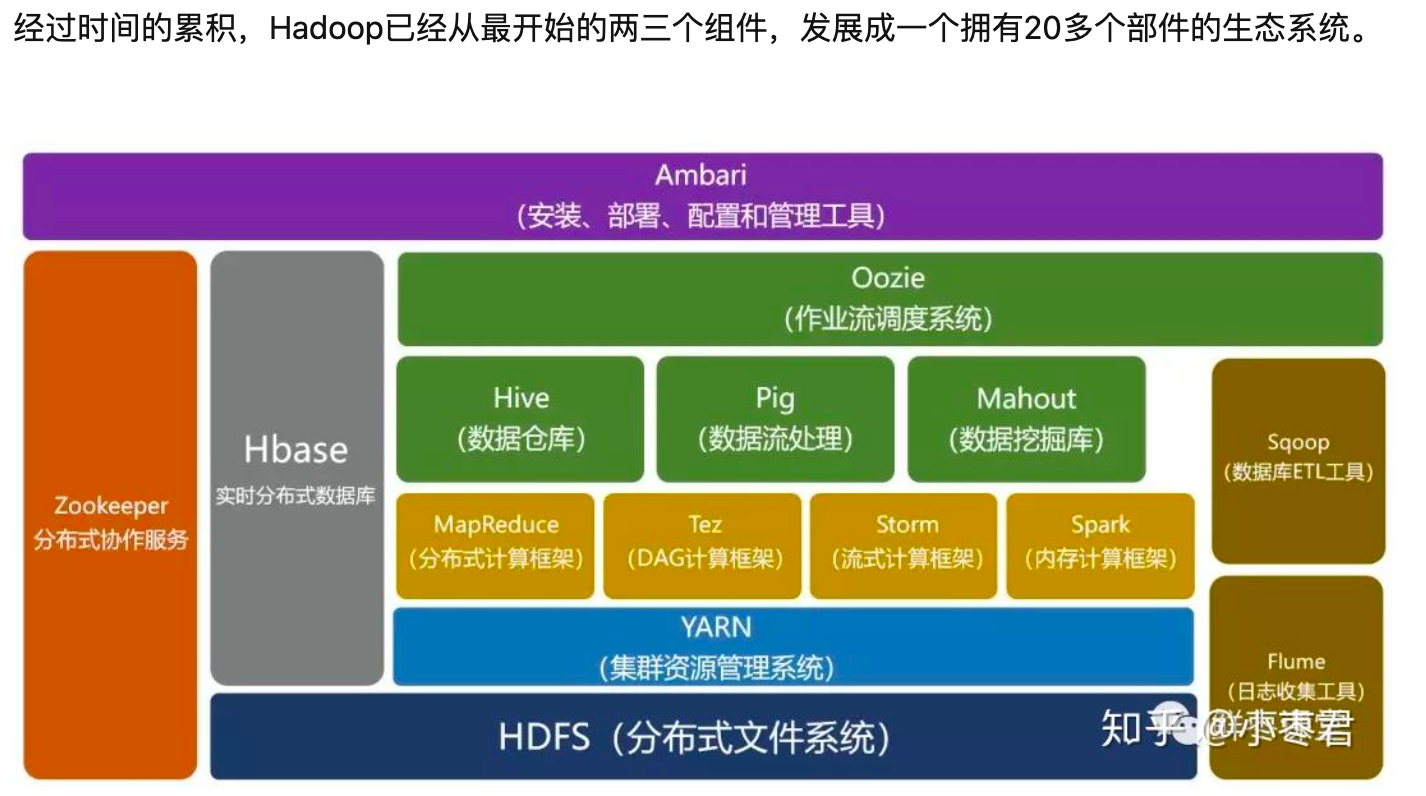 经过时间的累积，Hadoop已经从最开始的两三个组件，发展成一个拥有20多个部件的生态系统。
Ambari
（安装、部署、配置和管理工具）
Zookeeper
分布式协作服务
Hbase
实时分布式数据库
Oozie
（作业流调度系统）
Hive
（数据仓库）
Pig
（数据流处理）
Mahout
（数据挖掘库）
Sqoop
（数据库ETL工具）
MapReduce
（分布式计算框架）
Tez
（DAG计算框架）
Storm
（流式计算框架）
Spark
（内存计算框架）
YARN
（集群资源管理系统）
Flume
（日志收集工具）
HDFS（分布式文件系统）
知乎 @小枣君